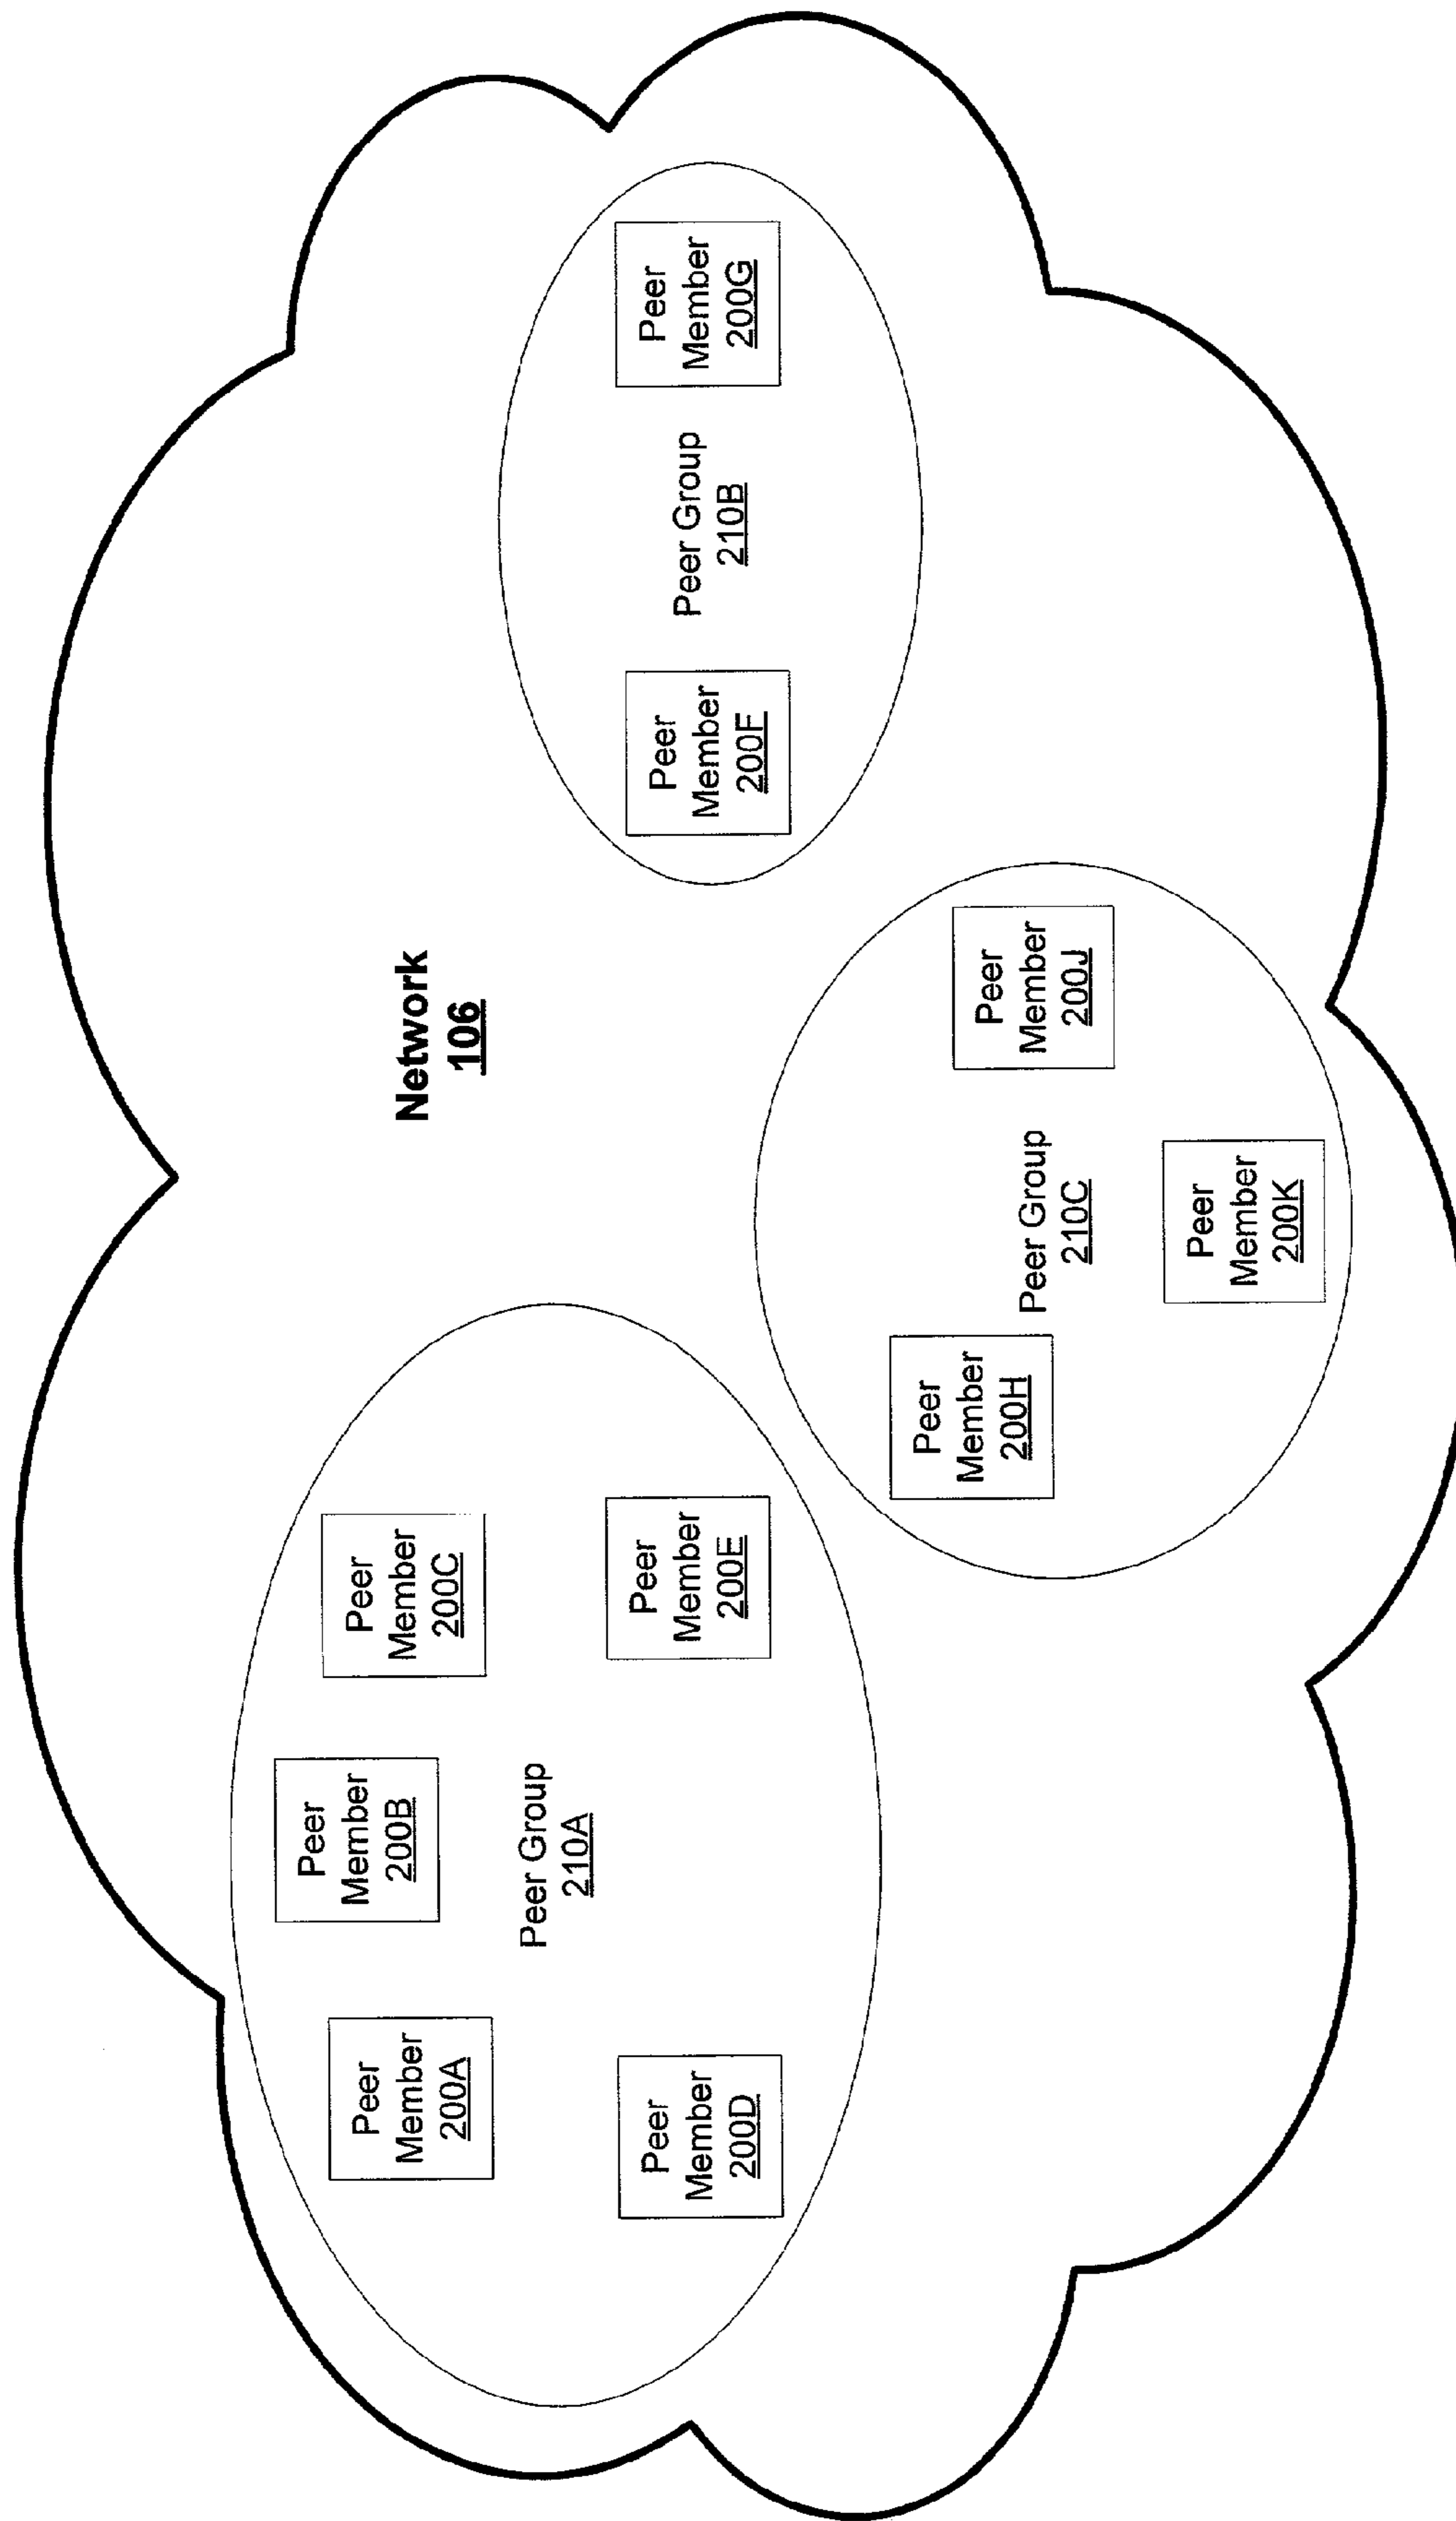 Network
106
Peer
Member
200A
Peer
Member
200B
Peer
Member
200C
Peer Group
210A
Peer
Member
200D
Peer
Member
200E
Peer
Member
200F
Peer Group
210B
Peer
Member
200G
Peer
Member
200H
Peer Group
210C
Peer
Member
200J
Peer
Member
200K